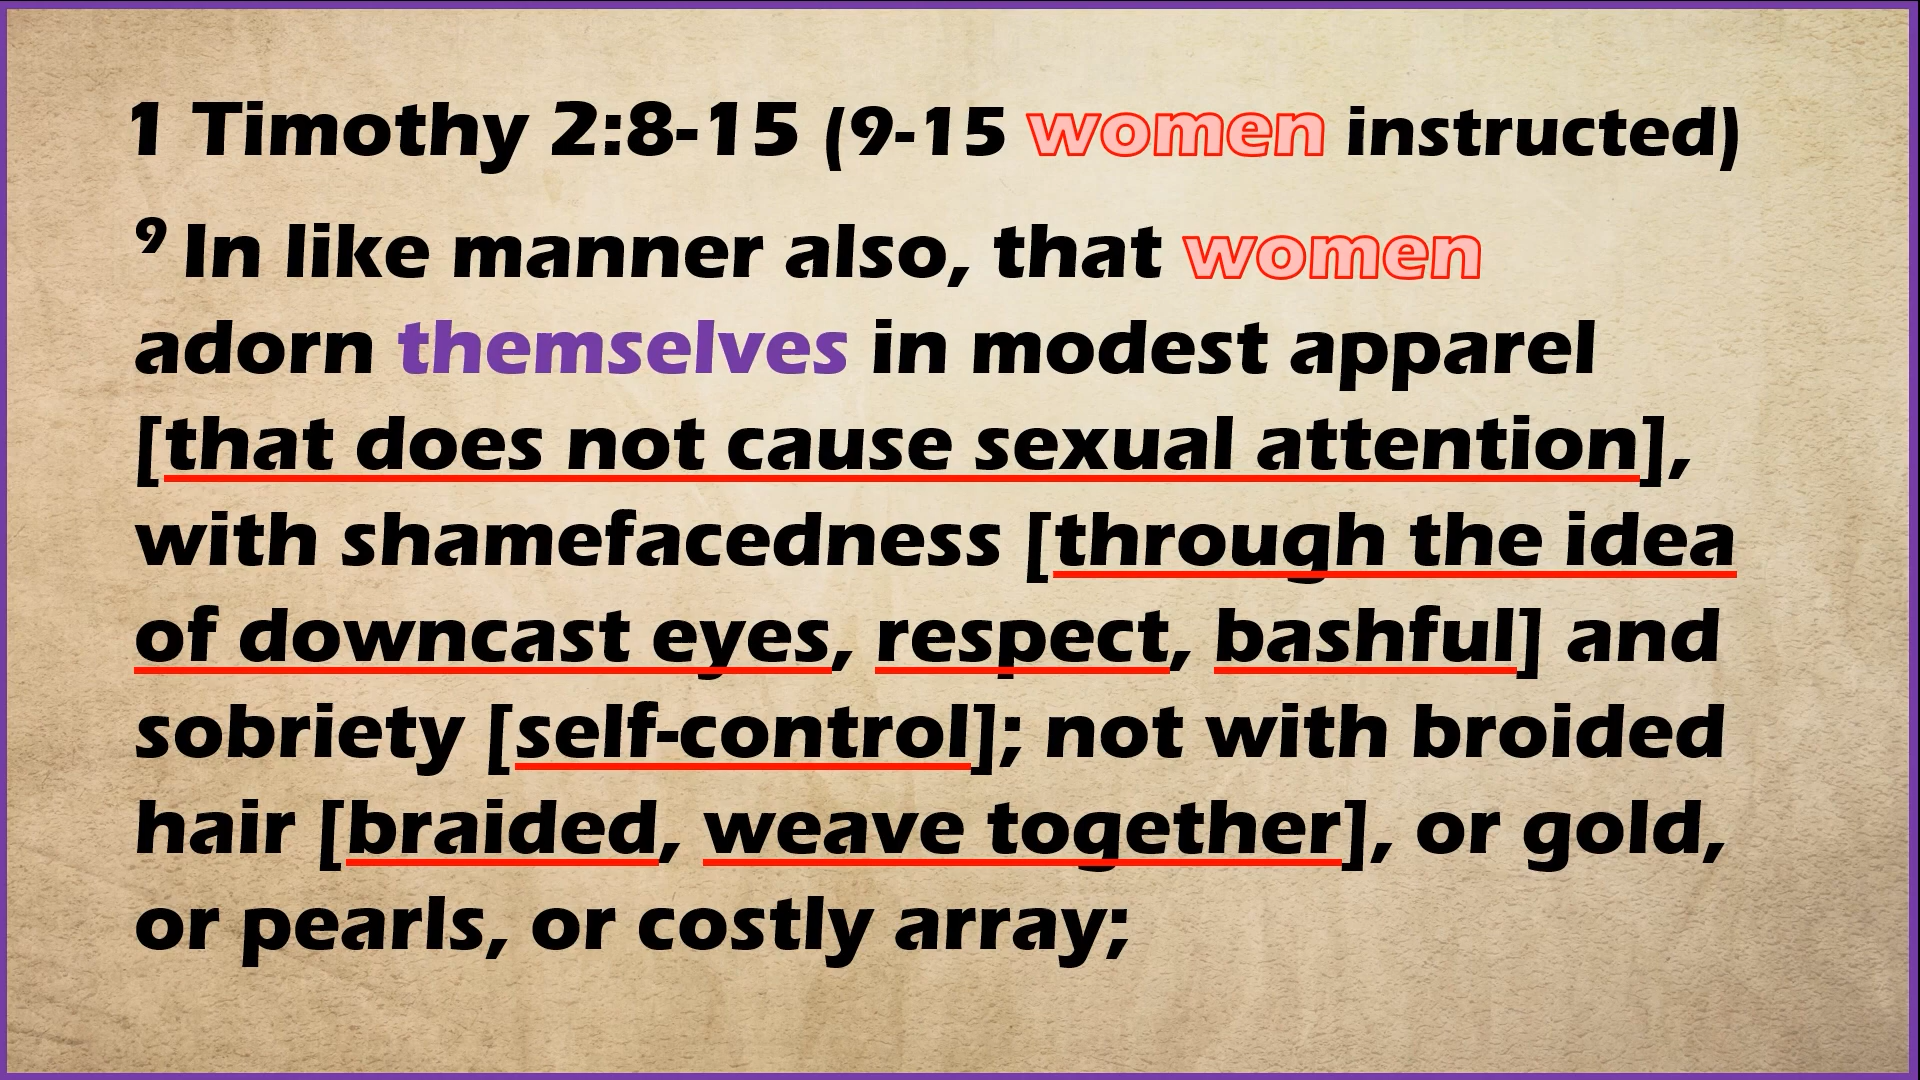 1 Timothy 2:8-15 (9-15 women instructed)
9 In like manner also, that women
adorn themselves in modest apparel
[that does not cause sexual attention],
with shamefacedness [through the idea
of downcast eyes, respect, bashful] and
sobriety [self-control]; not with broided
hair [braided, weave together], or gold,
or pearls, or costly array;